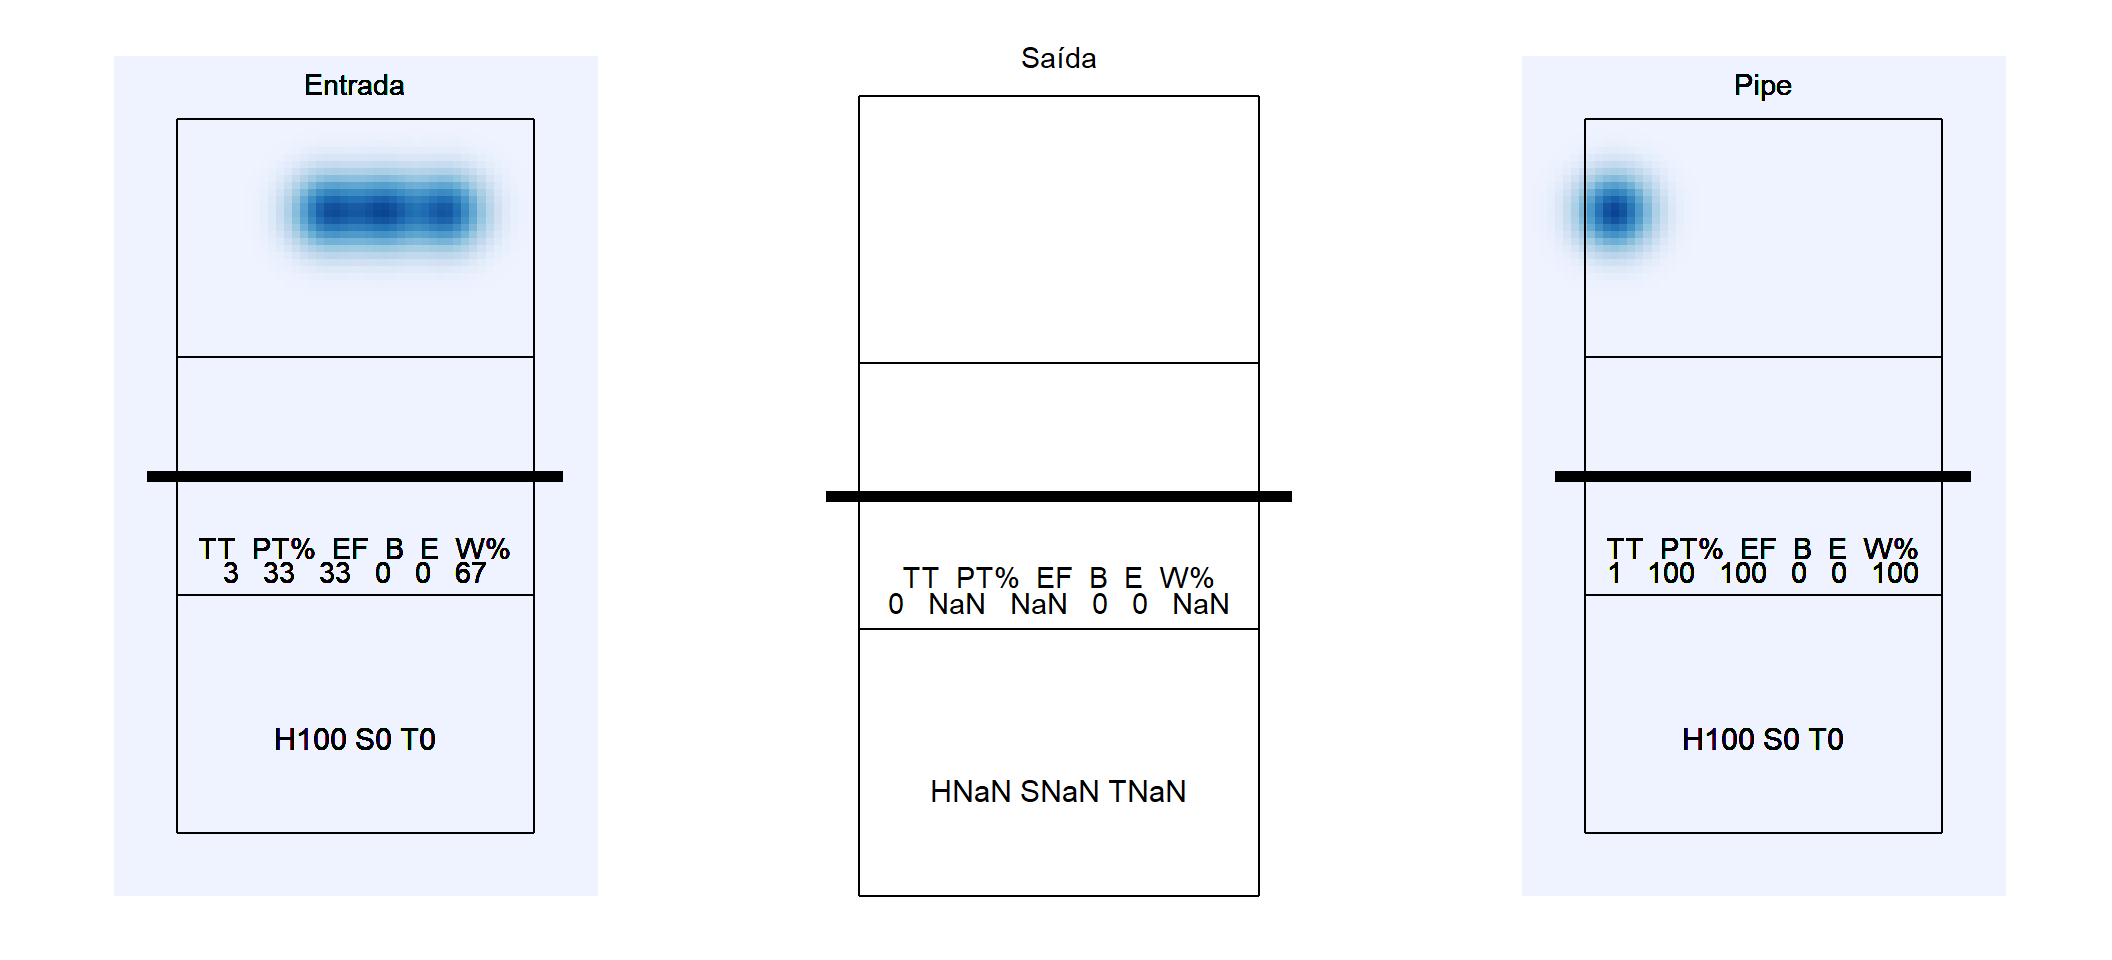 Entrada
TT PT% EF B E W%
3 33 33 0 0 67
H100 S0 T0
Saída
TT PT% EF B E W%
0 NaN NaN 0 0 NaN
HNaN SNaN TNaN
Pipe
TT PT% EF B E W%
1 100 100 0 0 100
H100 S0 T0